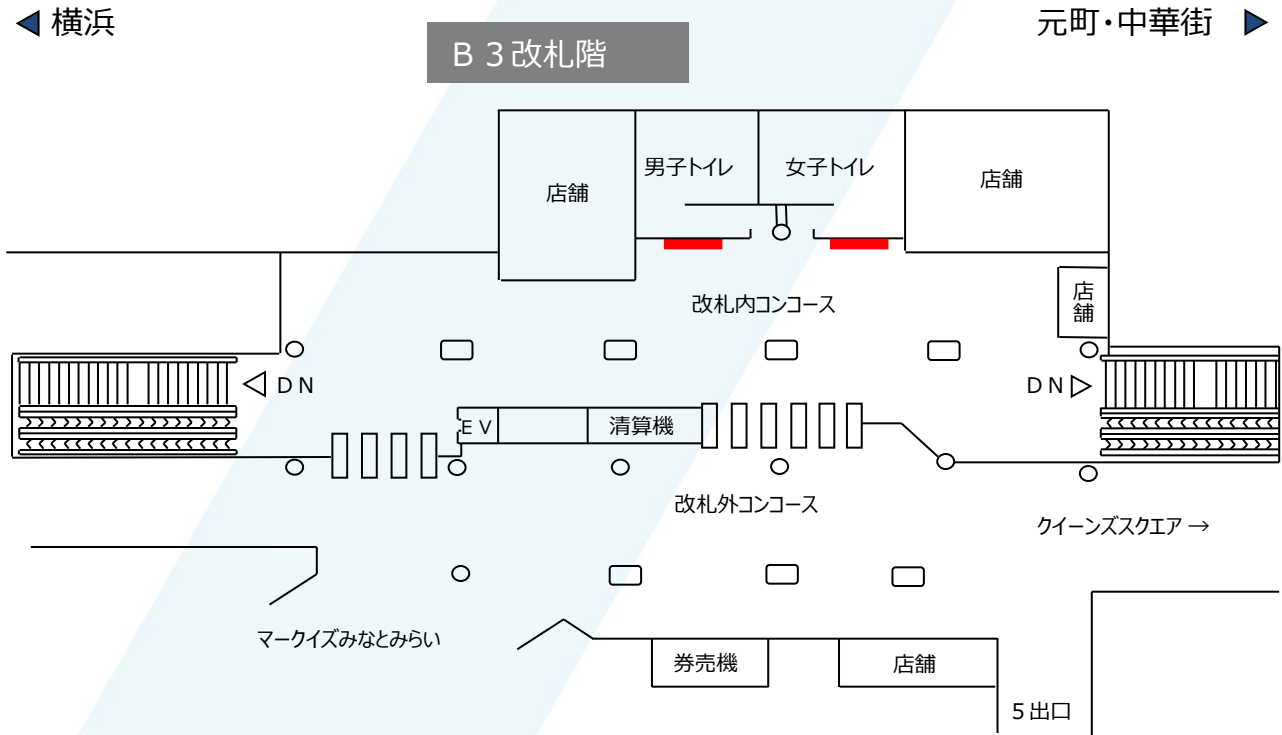 横浜
元町・中華街
Ｂ３改札階
店舗
男子トイレ
女子トイレ
店舗
店舗
改札内コンコース
ＤＮ
ＤＮ
ＥＶ
清算機
改札外コンコース
クイーンズスクエア →
マークイズみなとみらい
券売機
店舗
５出口